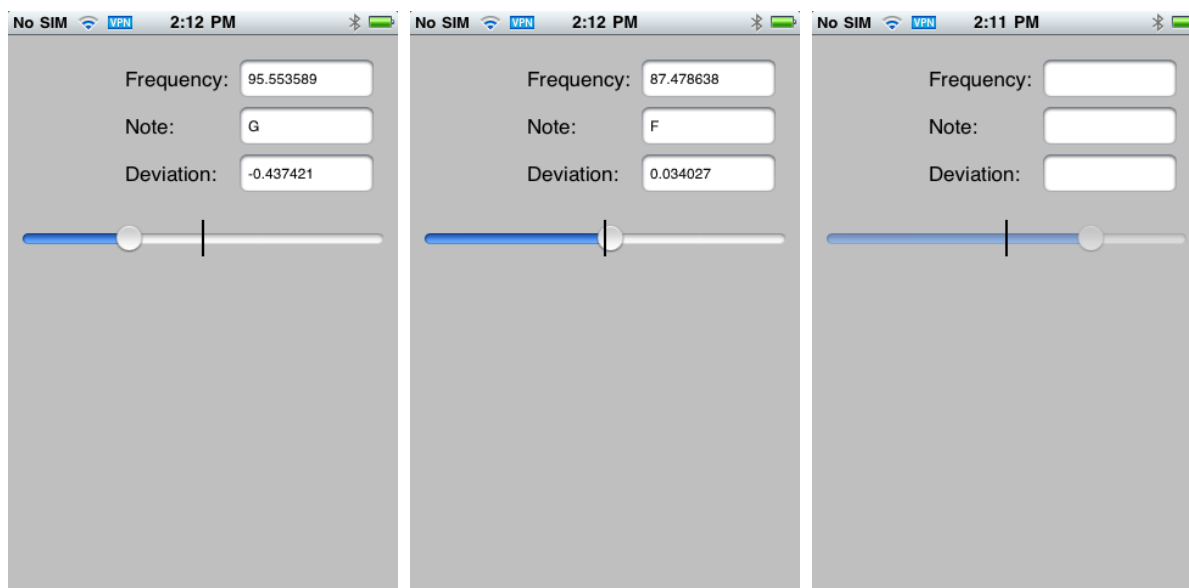 No SIM VPN 2:12 PM
Frequency: 95.553589
Note: G
Deviation: -0.437421
No SIM VPN 2:12 PM
Frequency: 87.478638
Note: F
Deviation: 0.034027
No SIM VPN 2:11 PM
Frequency:
Note:
Deviation: